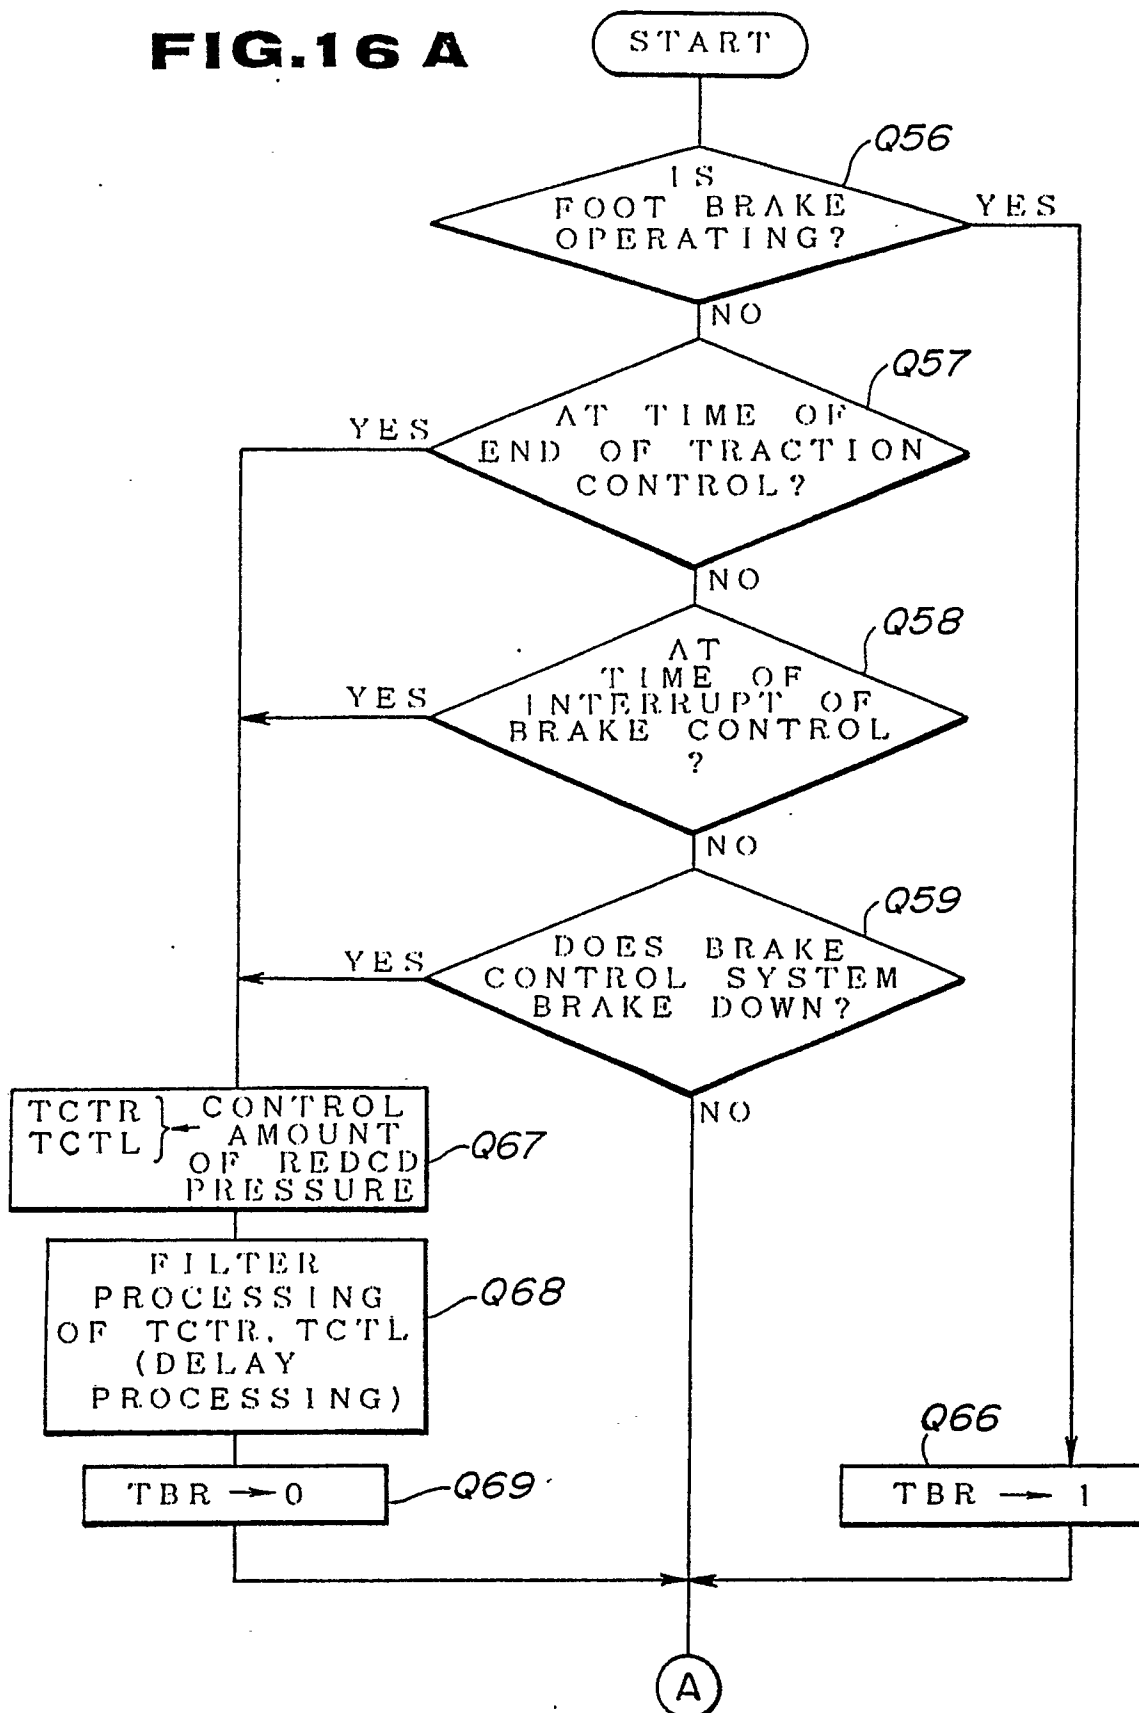 FIG.16 A
START
Q56
IS
FOOT BRAKE
OPERATING?
YES
NO
Q57
AT TIME OF
END OF TRACTION
CONTROL?
YES
NO
Q58
AT
TIME OF
INTERRUPT OF
BRAKE CONTROL
?
YES
NO
Q59
DOES BRAKE
CONTROL SYSTEM
BRAKE DOWN?
YES
NO
TCTR
TCTL
} ← CONTROL
AMOUNT
OF REDCD
PRESSURE
Q67
FILTER
PROCESSING
OF TCTR, TCTL
(DELAY
PROCESSING)
Q68
TBR → 0
Q69
Q66
TBR → 1
A